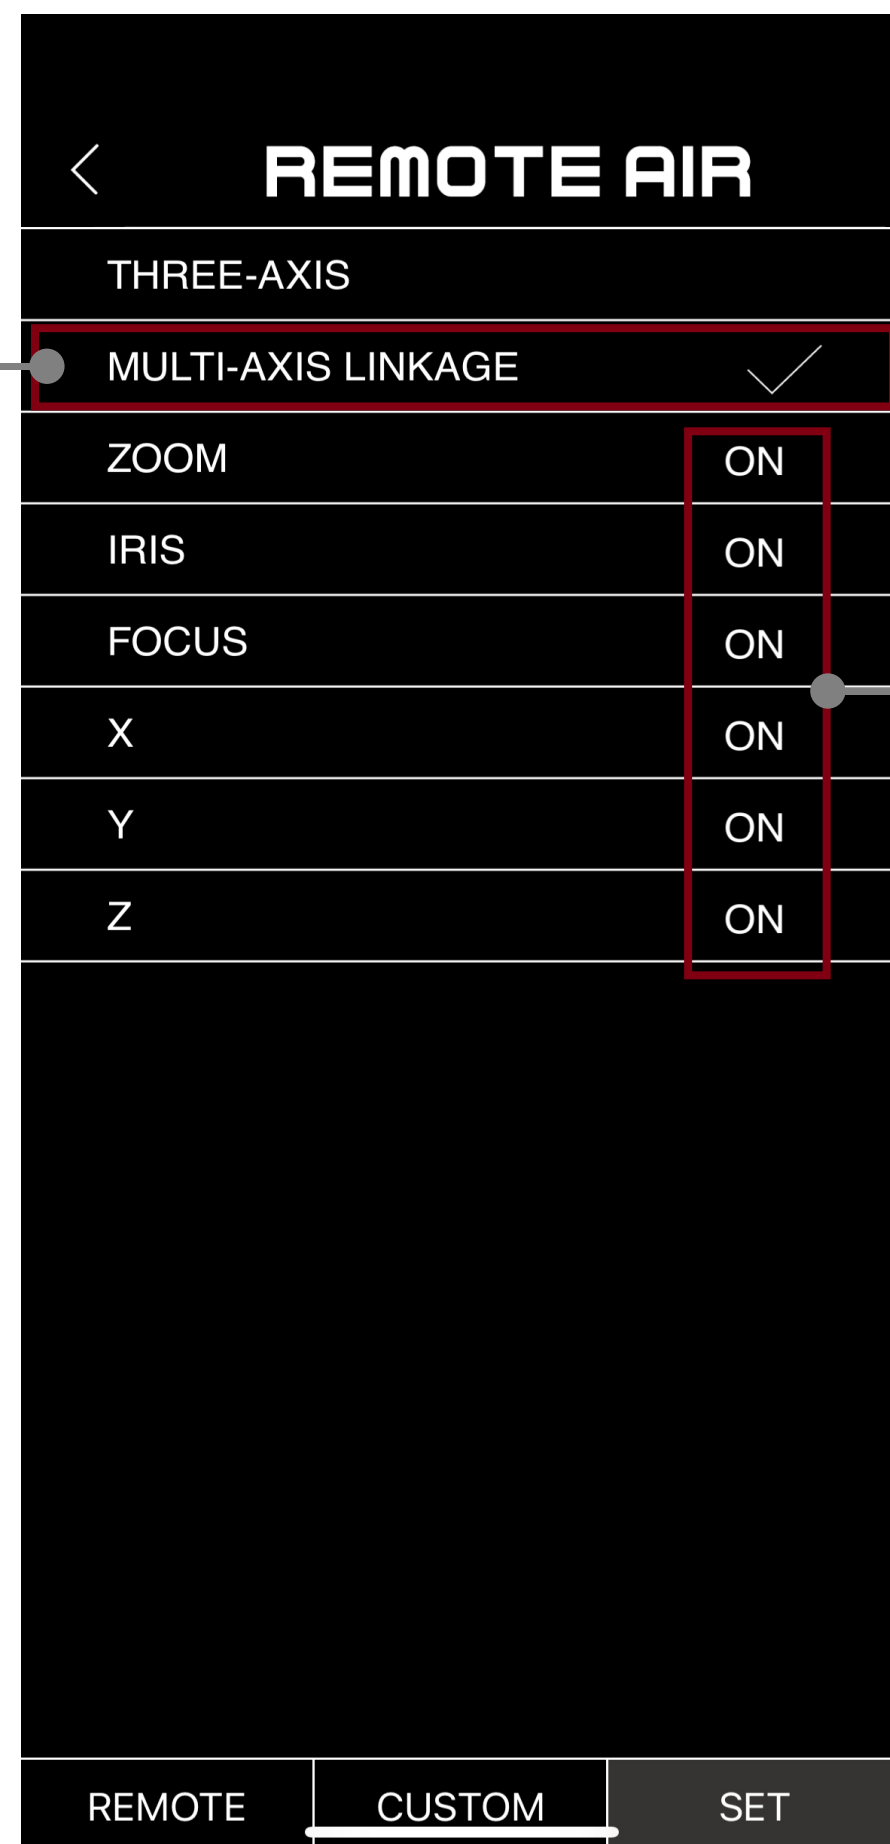 REMOTE AIR
THREE-AXIS
MULTI-AXIS LINKAGE
ZOOM ON
IRIS ON
FOCUS ON
X ON
Y ON
Z ON
REMOTE CUSTOM SET